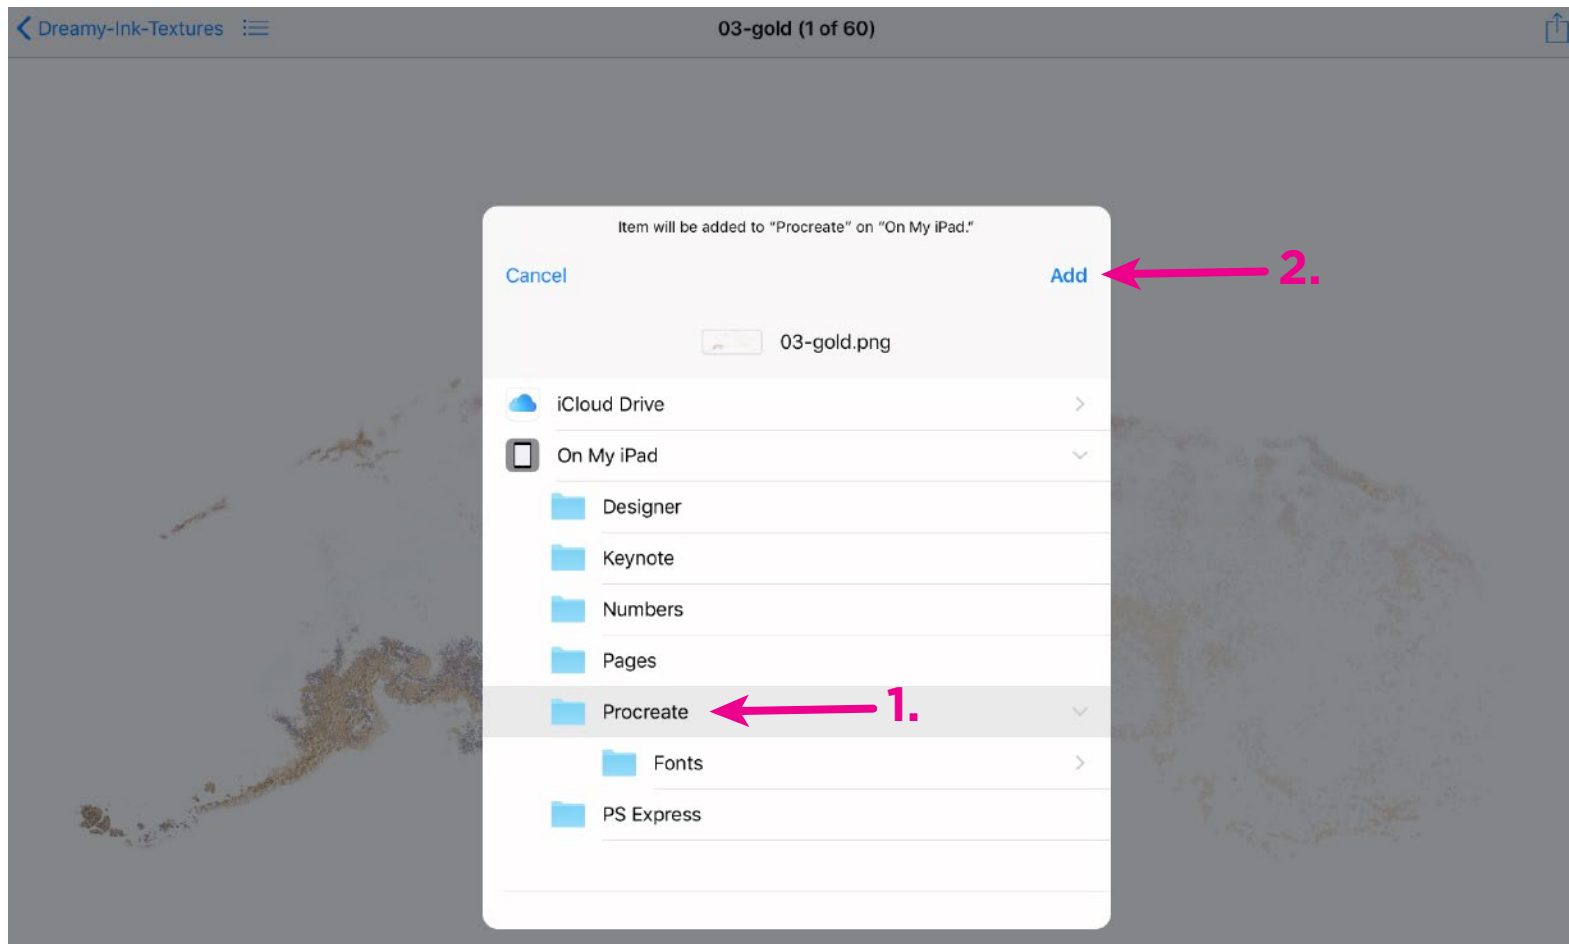 Dreamy-Ink-Textures
03-gold (1 of 60)
Item will be added to “Procreate” on “On My iPad.”
Cancel
Add
2.
03-gold.png
iCloud Drive
On My iPad
Designer
Keynote
Numbers
Pages
Procreate
1.
Fonts
PS Express